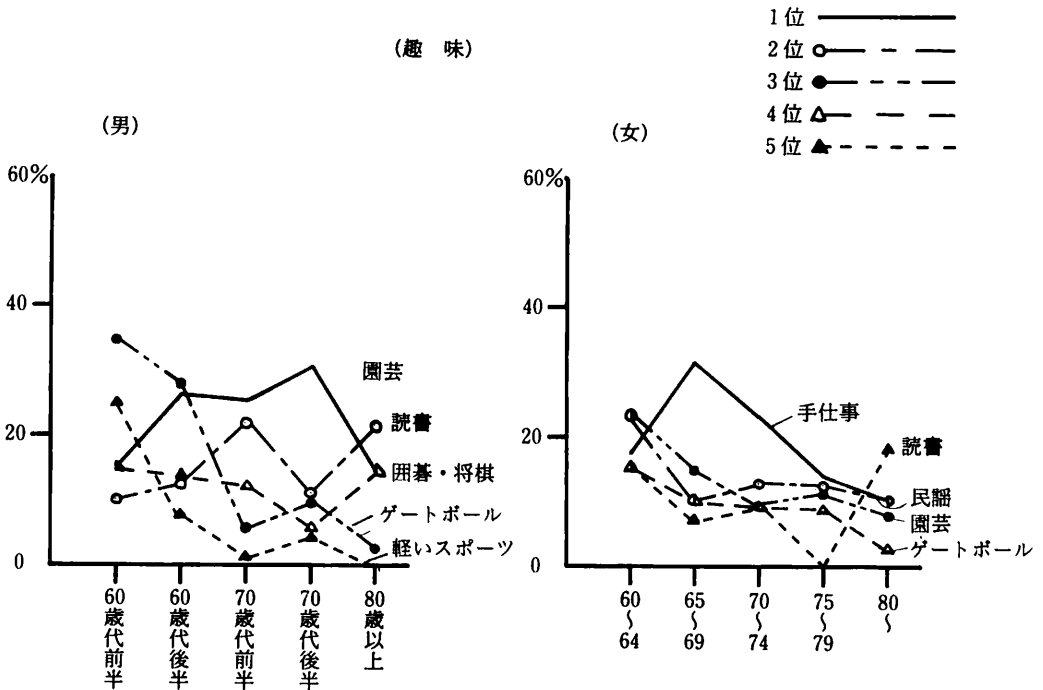 (趣 味)
1位
2位
3位
4位
5位
(男)
60%
40
20
0
園芸
読書
囲碁・将棋
ゲートボール
軽いスポーツ
60歳代前半
60歳代後半
70歳代前半
70歳代後半
80歳以上
(女)
60%
40
20
0
手仕事
読書
民謡
園芸
ゲートボール
60~64
65~69
70~74
75~79
80~